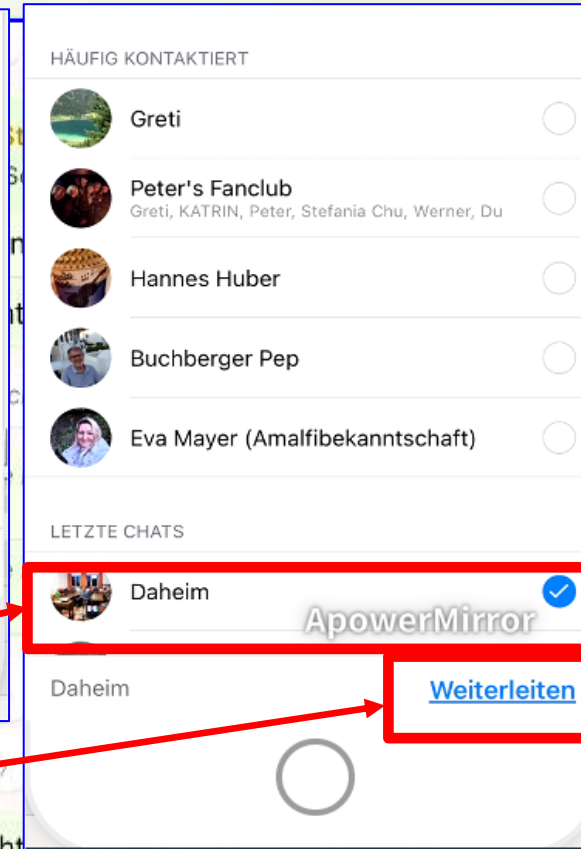 HÄUFIG KONTAKTIERT
Greti
Peter's Fanclub
Greti, KATRIN, Peter, Stefania Chu, Werner, Du
Hannes Huber
Buchberger Pep
Eva Mayer (Amalfibekanntschaft)
LETZTE CHATS
Daheim
ApowerMirror
Daheim
Weiterleiten